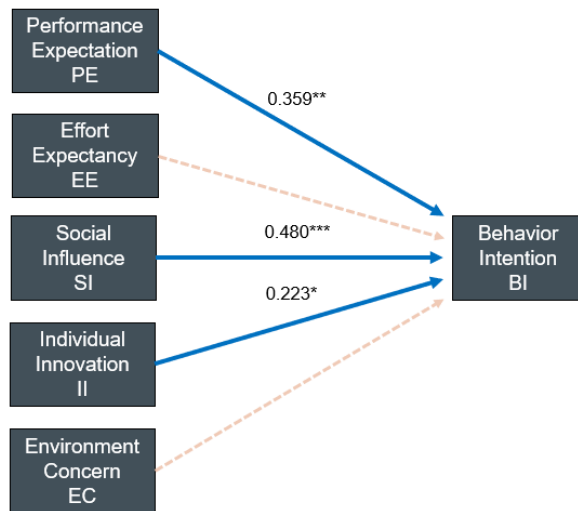 Performance
Expectation
PE
0.359**
Effort
Expectancy
EE
Social
Influence
SI
0.480***
Behavior
Intention
BI
0.223*
Individual
Innovation
II
Environment
Concern
EC